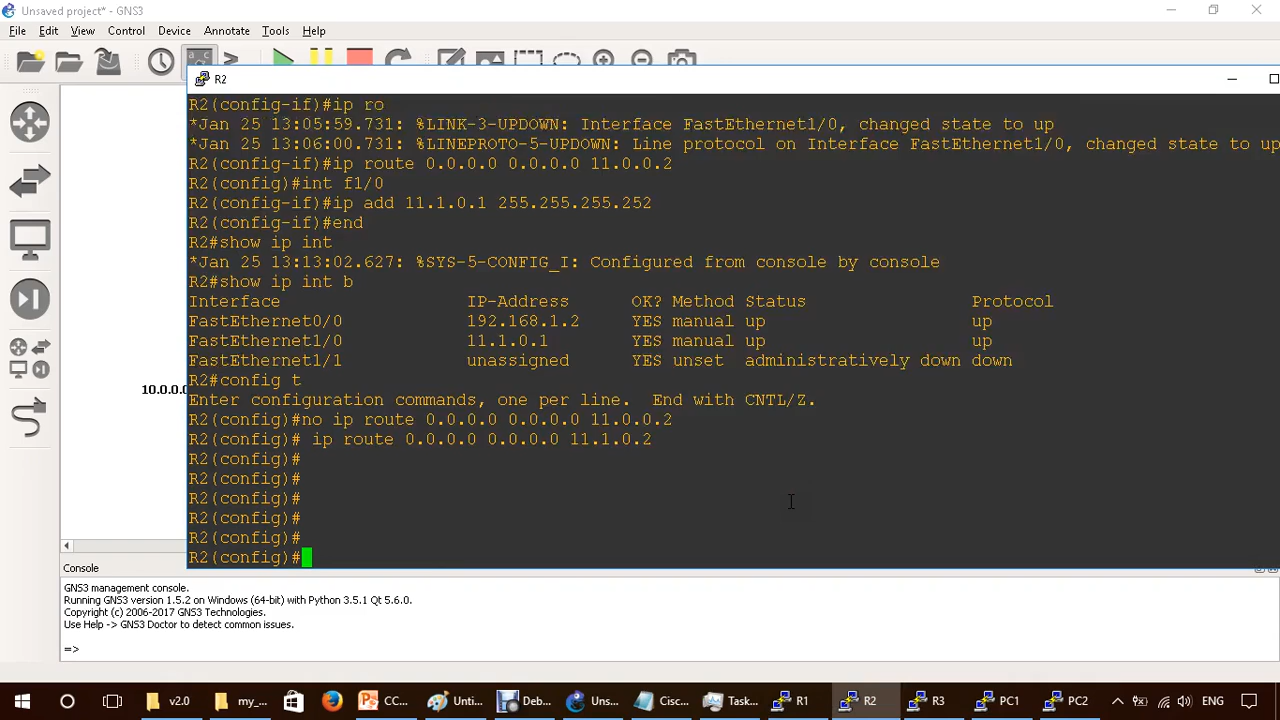 Unsaved project* - GNS3
File Edit View Control Device Annotate Tools Help
R2
R2(config-if)#ip ro
*Jan 25 13:05:59.731: %LINK-3-UPDOWN: Interface FastEthernet1/0, changed state to up
*Jan 25 13:06:00.731: %LINEPROTO-5-UPDOWN: Line protocol on Interface FastEthernet1/0, changed state to up
R2(config-if)#ip route 0.0.0.0 0.0.0.0 11.0.0.2
R2(config)#int f1/0
R2(config-if)#ip add 11.1.0.1 255.255.255.252
R2(config-if)#end
R2#show ip int
*Jan 25 13:13:02.627: %SYS-5-CONFIG_I: Configured from console by console
R2#show ip int b
Interface IP-Address OK? Method Status Protocol
FastEthernet0/0 192.168.1.2 YES manual up up
FastEthernet1/0 11.1.0.1 YES manual up up
FastEthernet1/1 unassigned YES unset administratively down down
R2#config t
10.0.0.
Enter configuration commands, one per line. End with CNTL/Z.
R2(config)#no ip route 0.0.0.0 0.0.0.0 11.0.0.2
R2(config)# ip route 0.0.0.0 0.0.0.0 11.1.0.2
R2(config)#
R2(config)#
R2(config)#
R2(config)#
R2(config)#
R2(config)#
Console
GNS3 management console.
Running GNS3 version 1.5.2 on Windows (64-bit) with Python 3.5.1 Qt 5.6.0.
Copyright (c) 2006-2017 GNS3 Technologies.
Use Help -> GNS3 Doctor to detect common issues.
=>
v2.0 my_... CC... Unti... Deb... Uns... Cisc... Task... R1 R2 R3 PC1 PC2 ENG